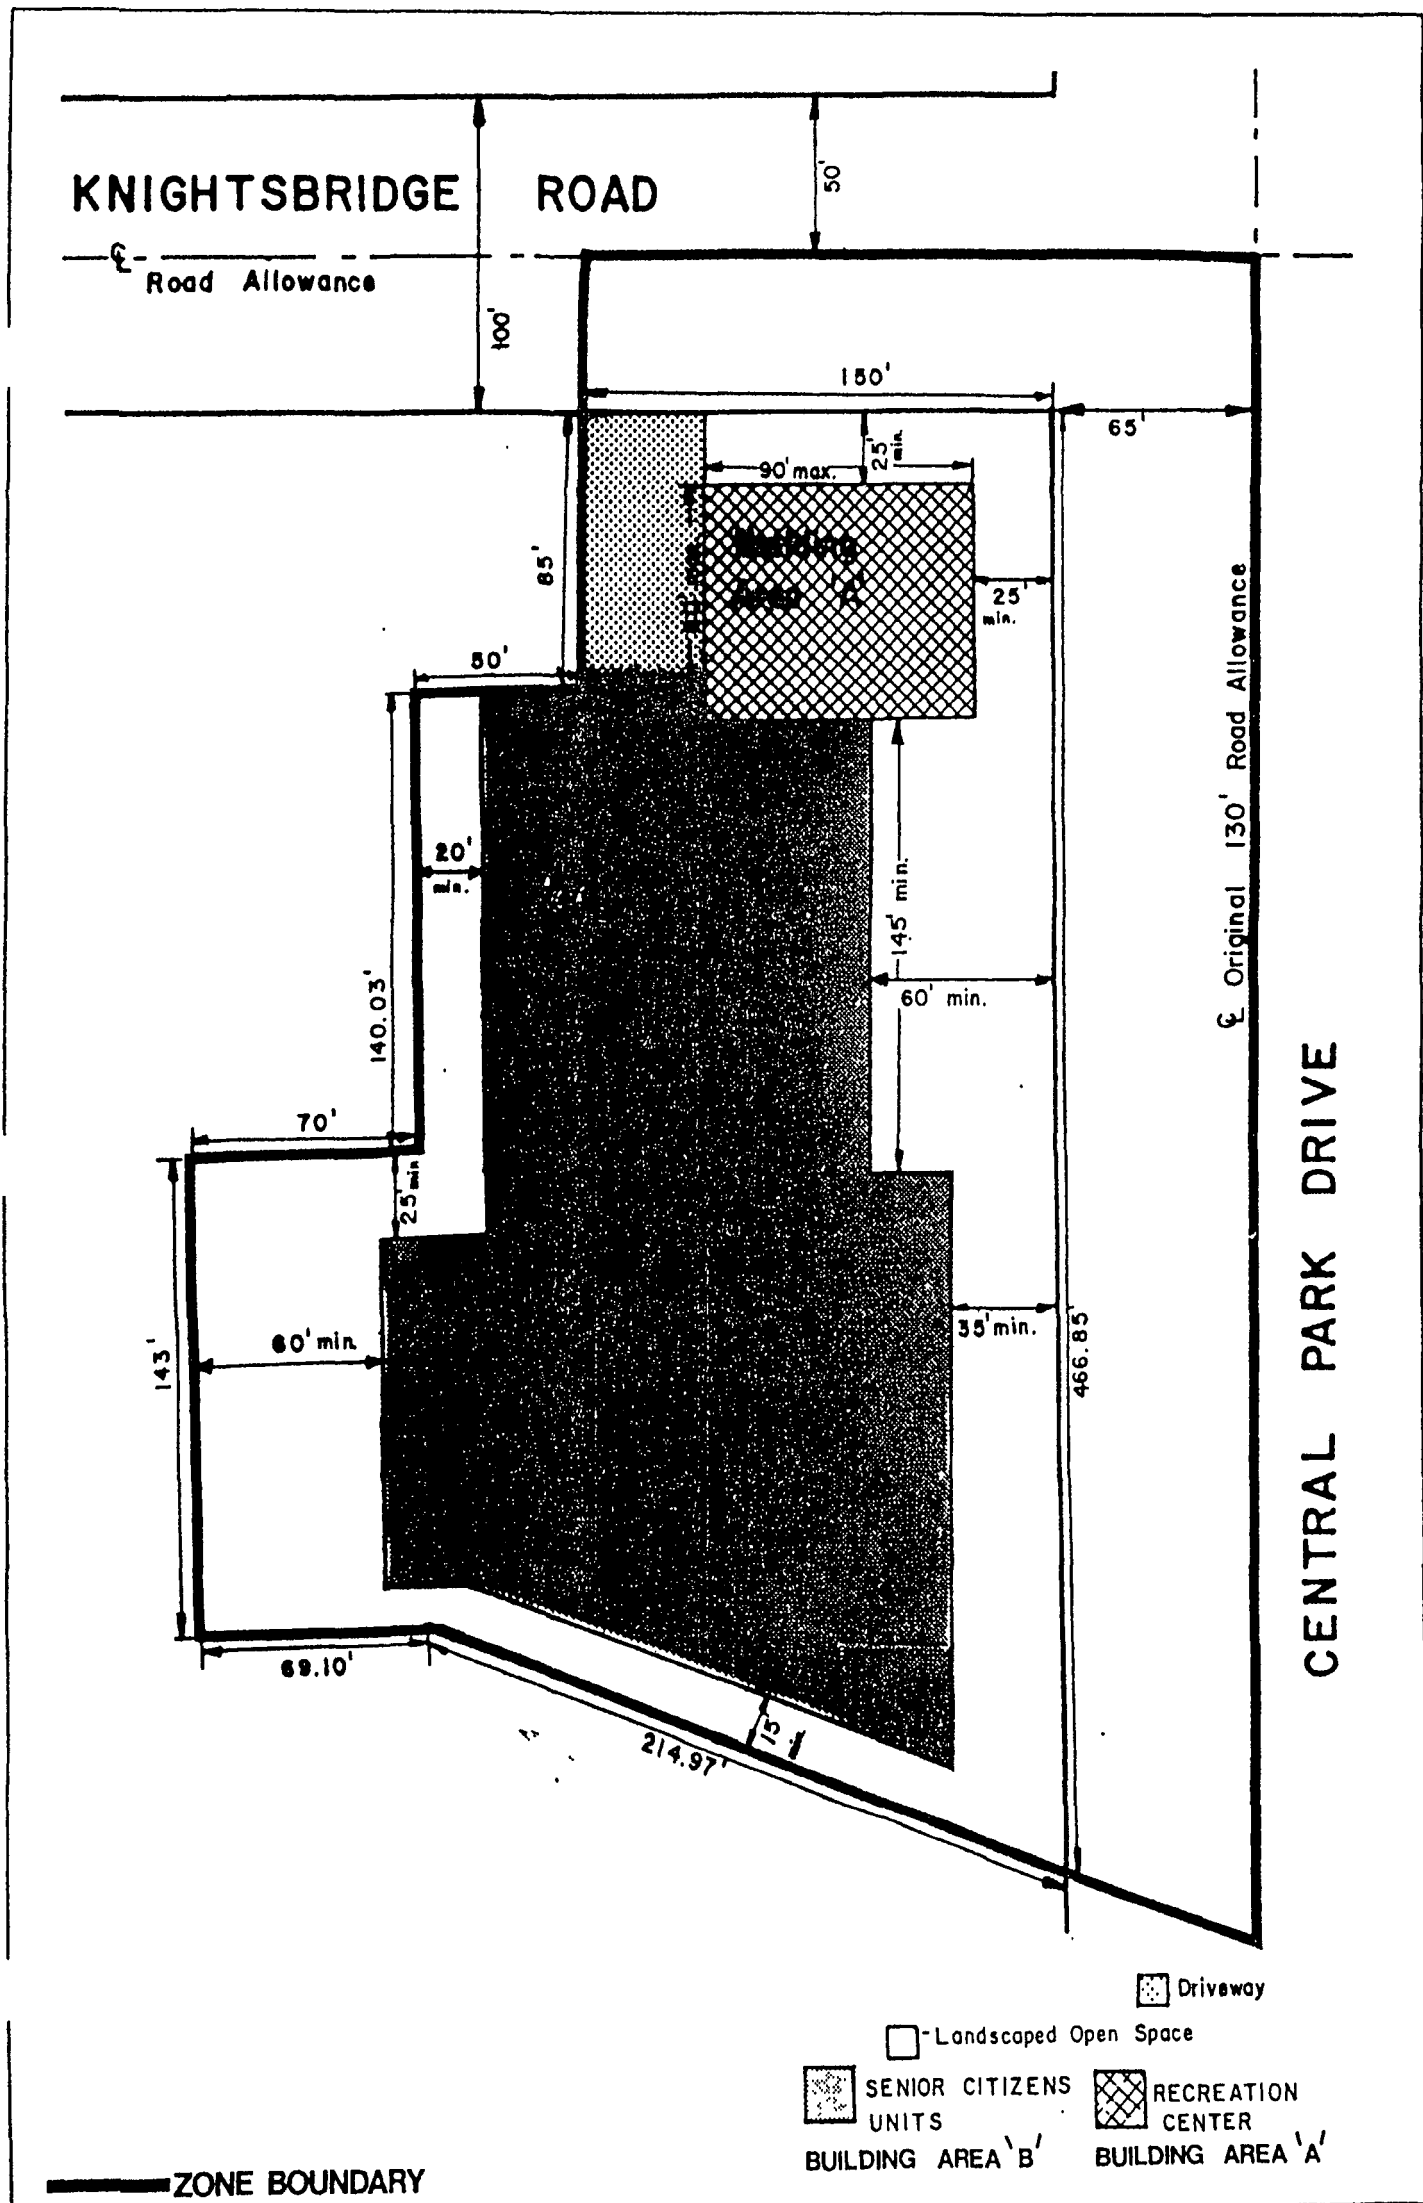 50'
KNIGHTSBRIDGE ROAD
℄
Road Allowance
100'
150'
65'
25'
min.
90' max.
Building
Area 'A'
85'
25'
min.
50'
℄ Original 130' Road Allowance
20'
min.
145' min.
60' min.
140.03'
70'
25' min
CENTRAL PARK DRIVE
143'
60' min.
35' min.
466.85'
69.10'
15'
214.97'
Driveway
-Landscaped Open Space
SENIOR CITIZENS
UNITS
BUILDING AREA 'B'
RECREATION
CENTER
BUILDING AREA 'A'
ZONE BOUNDARY